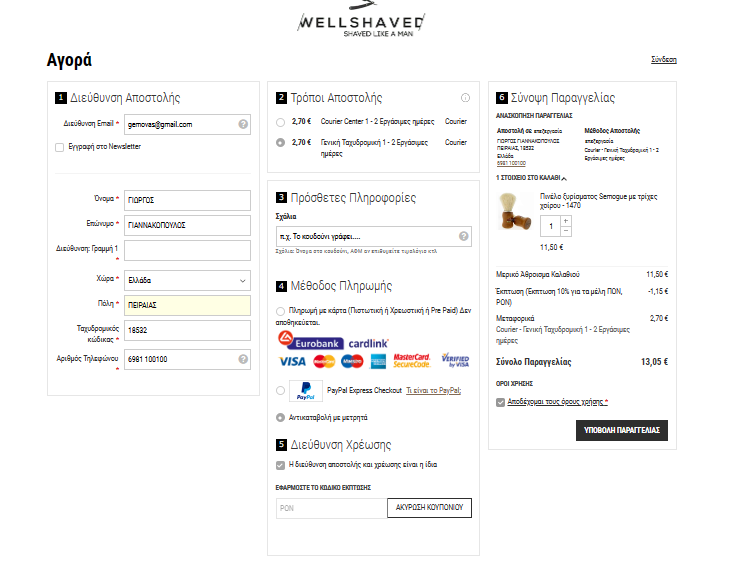 WELLSHAVED
SHAVED LIKE A MAN
Αγορά
Σύνδεση
1 Διεύθυνση Αποστολής
Διεύθυνση Email *
gemovas@gmail.com
?
Εγγραφή στο Newsletter
Όνομα *
ΓΙΩΡΓΟΣ
Επώνυμο *
ΓΙΑΝΝΑΚΟΠΟΥΛΟΣ
Διεύθυνση: Γραμμή 1
*
Χώρα *
Ελλάδα
Πόλη *
ΠΕΙΡΑΙΑΣ
Ταχυδρομικός
κώδικας *
18532
Αριθμός Τηλεφώνου
*
6981 100100
?
2 Τρόποι Αποστολής
2,70 € Courier Center 1 - 2 Εργάσιμες ημέρες Courier
2,70 € Γενική Ταχυδρομική 1 - 2 Εργάσιμες Courier
ημέρες
3 Πρόσθετες Πληροφορίες
Σχόλια
π.χ. Το κουδούνι γράφει....
?
Σχόλια: Όνομα στο κουδούνι, ΑΦΜ αν επιθυμείτε τιμολόγιο κτλ
4 Μέθοδος Πληρωμής
Πληρωμή με κάρτα (Πιστωτική ή Χρεωστική ή Pre Paid) Δεν
αποθηκεύεται.
Eurobank cardlink
VISA MasterCard Maestro MasterCard. SecureCode. VERIFIED by VISA
PayPal
PayPal Express Checkout Τι είναι το PayPal;
Αντικαταβολή με μετρητά
5 Διεύθυνση Χρέωσης
Η διεύθυνση αποστολής και χρέωσης είναι η ίδια
ΕΦΑΡΜΟΣΤΕ ΤΟ ΚΩΔΙΚΟ ΕΚΠΤΩΣΗΣ
PON
ΑΚΥΡΩΣΗ ΚΟΥΠΟΝΙΟΥ
6 Σύνοψη Παραγγελίας
ΑΝΑΣΚΟΠΗΣΗ ΠΑΡΑΓΓΕΛΙΑΣ
Αποστολή σε επεξεργασία
ΓΙΩΡΓΟΣ ΓΙΑΝΝΑΚΟΠΟΥΛΟΣ
ΠΕΙΡΑΙΑΣ, 18532
Ελλάδα
6981 100100
Μέθοδος Αποστολής
επεξεργασία
Courier - Γενική Ταχυδρομική 1 - 2
Εργάσιμες ημέρες
1 ΣΤΟΙΧΕΙΟ ΣΤΟ ΚΑΛΑΘΙ
Πινέλο ξυρίσματος Semogue με τρίχες
χοίρου - 1470
1
+
−
11,50 €
Μερικό Άθροισμα Καλαθιού 11,50 €
Έκπτωση (Έκπτωση 10% για τα μέλη ΠΟΝ, -1,15 €
PON)
Μεταφορικά 2,70 €
Courier - Γενική Ταχυδρομική 1 - 2 Εργάσιμες
ημέρες
Σύνολο Παραγγελίας 13,05 €
ΟΡΟΙ ΧΡΗΣΗΣ
Αποδέχομαι τους όρους χρήσης *
ΥΠΟΒΟΛΗ ΠΑΡΑΓΓΕΛΙΑΣ